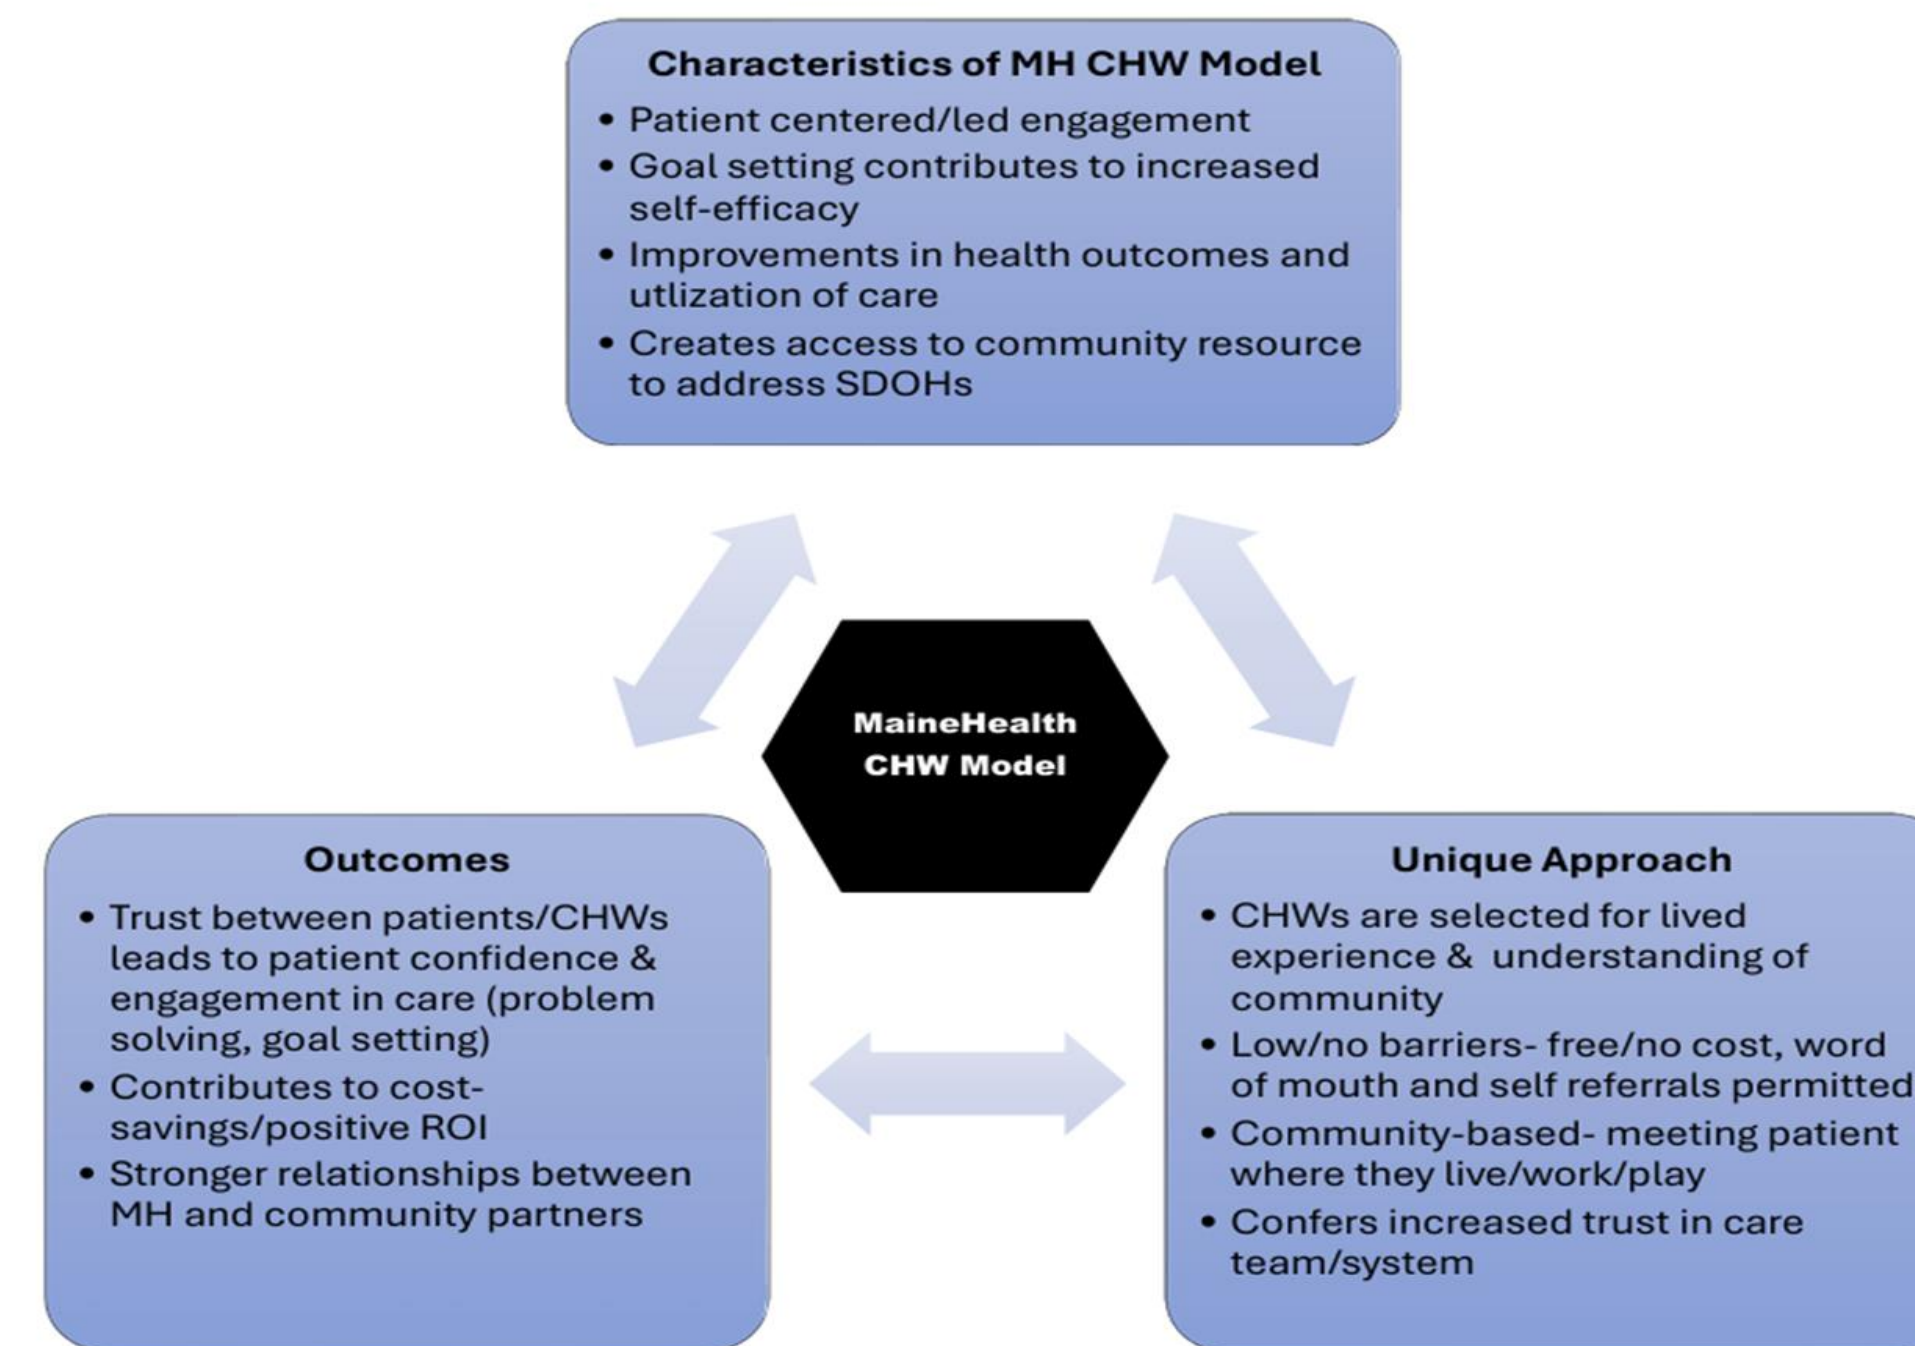 Characteristics of MH CHW Model
• Patient centered/led engagement
• Goal setting contributes to increased
self-efficacy
• Improvements in health outcomes and
utlization of care
• Creates access to community resource
to address SDOHs
MaineHealth
CHW Model
Outcomes
• Trust between patients/CHWs
leads to patient confidence &
engagement in care (problem
solving, goal setting)
• Contributes to cost-
savings/positive ROI
• Stronger relationships between
MH and community partners
Unique Approach
• CHWs are selected for lived
experience &  understanding of
community
• Low/no barriers- free/no cost, word
of mouth and self referrals permitted
• Community-based- meeting patient
where they live/work/play
• Confers increased trust in care
team/system